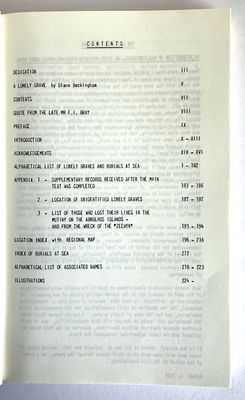 CONTENTS
DEDICATION III
A LONELY GRAVE by Diane Beckingham V
CONTENTS VII
QUOTE FROM THE LATE MR E.J. BRAY VIII
PREFACE IX
INTRODUCTION X - XIII
ACKNOWLEDGEMENTS XIV - XVII
ALPHABETICAL LIST OF LONELY GRAVES AND BURIALS AT SEA 1 - 182
APPENDIX 1 - SUPPLEMENTARY RECORDS RECEIVED AFTER THE MAIN
TEXT WAS COMPLETED 183 - 186
2 - LOCATION OF UNIDENTIFIED LONELY GRAVES 187 - 192
3 - LIST OF THOSE WHO LOST THEIR LIVES IN THE
MUTINY ON THE ABROLHOS ISLANDS -
AND FROM THE WRECK OF THE "ZEEWYK" 193 - 194
LOCATION INDEX with REGIONAL MAP 196 - 216
INDEX OF BURIALS AT SEA 217
ALPHABETICAL LIST OF ASSOCIATED NAMES 218 - 223
ILLUSTRATIONS 224 -